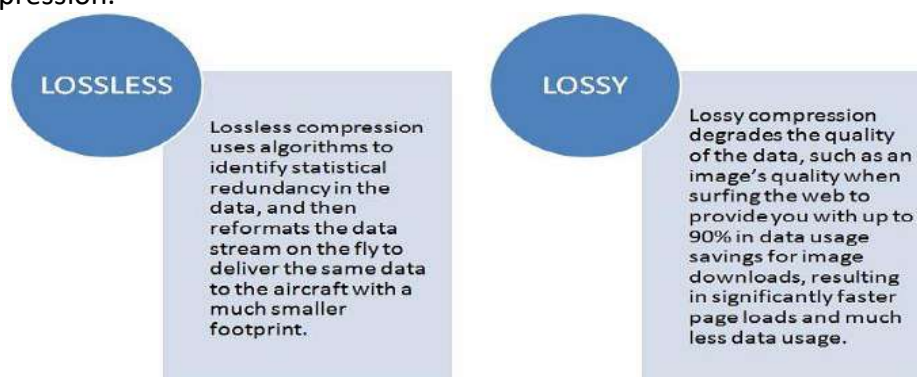 pression.
LOSSLESS
Lossless compression
uses algorithms to
identify statistical
redundancy in the
data, and then
reformats the data
stream on the fly to
deliver the same data
to the aircraft with a
much smaller
footprint.
LOSSY
Lossy compression
degrades the quality
of the data, such as an
image's quality when
surfing the web to
provide you with up to
90% in data usage
savings for image
downloads, resulting
in significantly faster
page loads and much
less data usage.